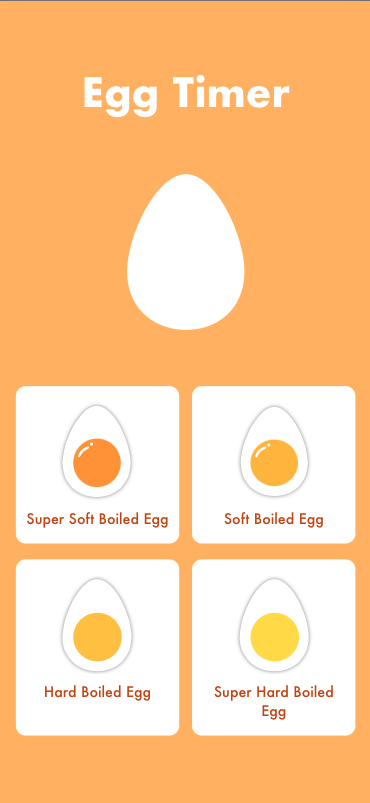 Egg Timer
Super Soft Boiled Egg
Soft Boiled Egg
Hard Boiled Egg
Super Hard Boiled
Egg